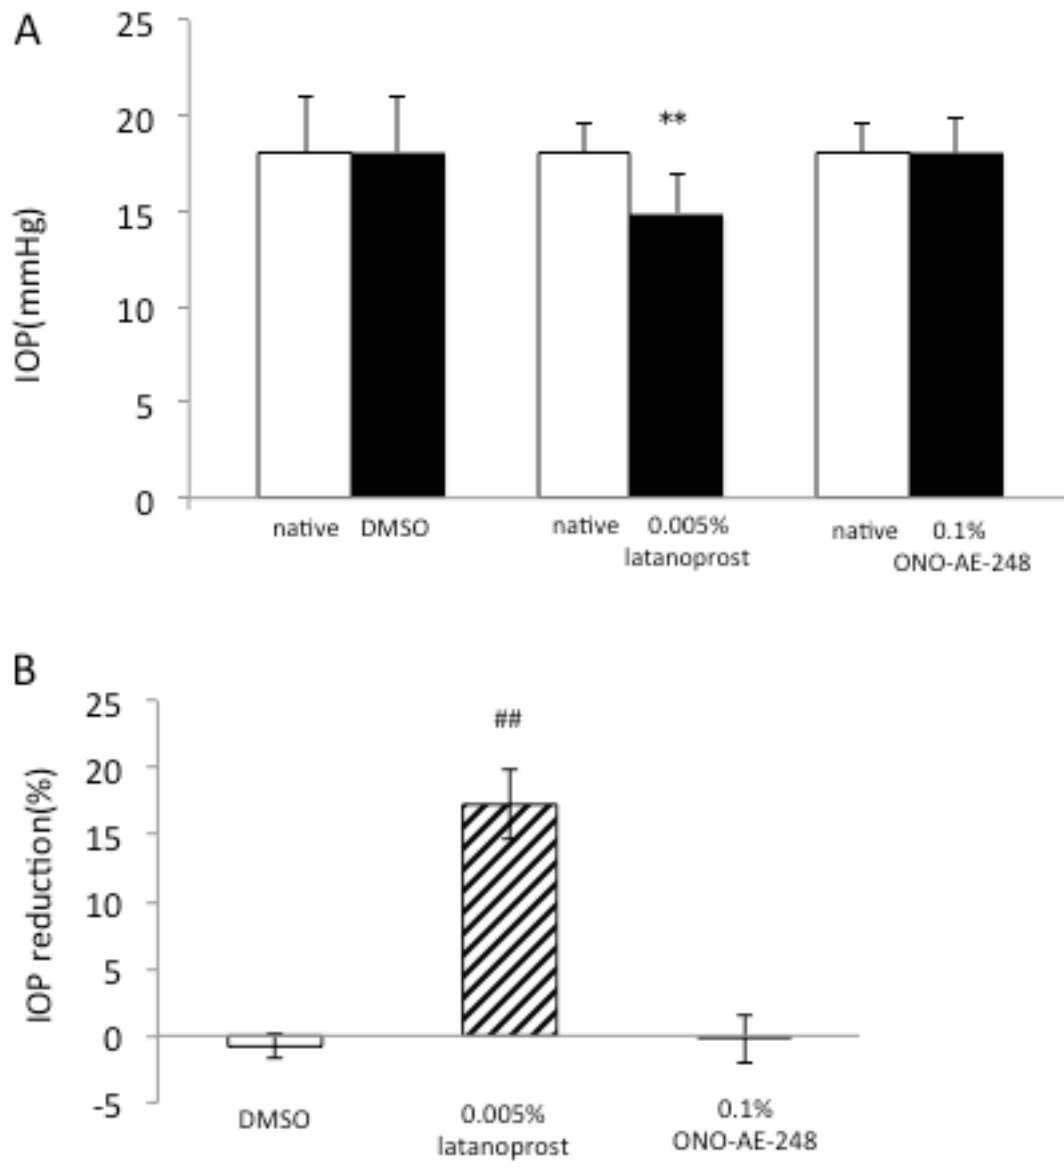 A
25
20
15
10
5
0
IOP(mmHg)
**
native DMSO
native 0.005%
latanoprost
native 0.1%
ONO-AE-248
B
25
20
15
10
5
0
-5
IOP reduction(%)
##
DMSO
0.005%
latanoprost
0.1%
ONO-AE-248